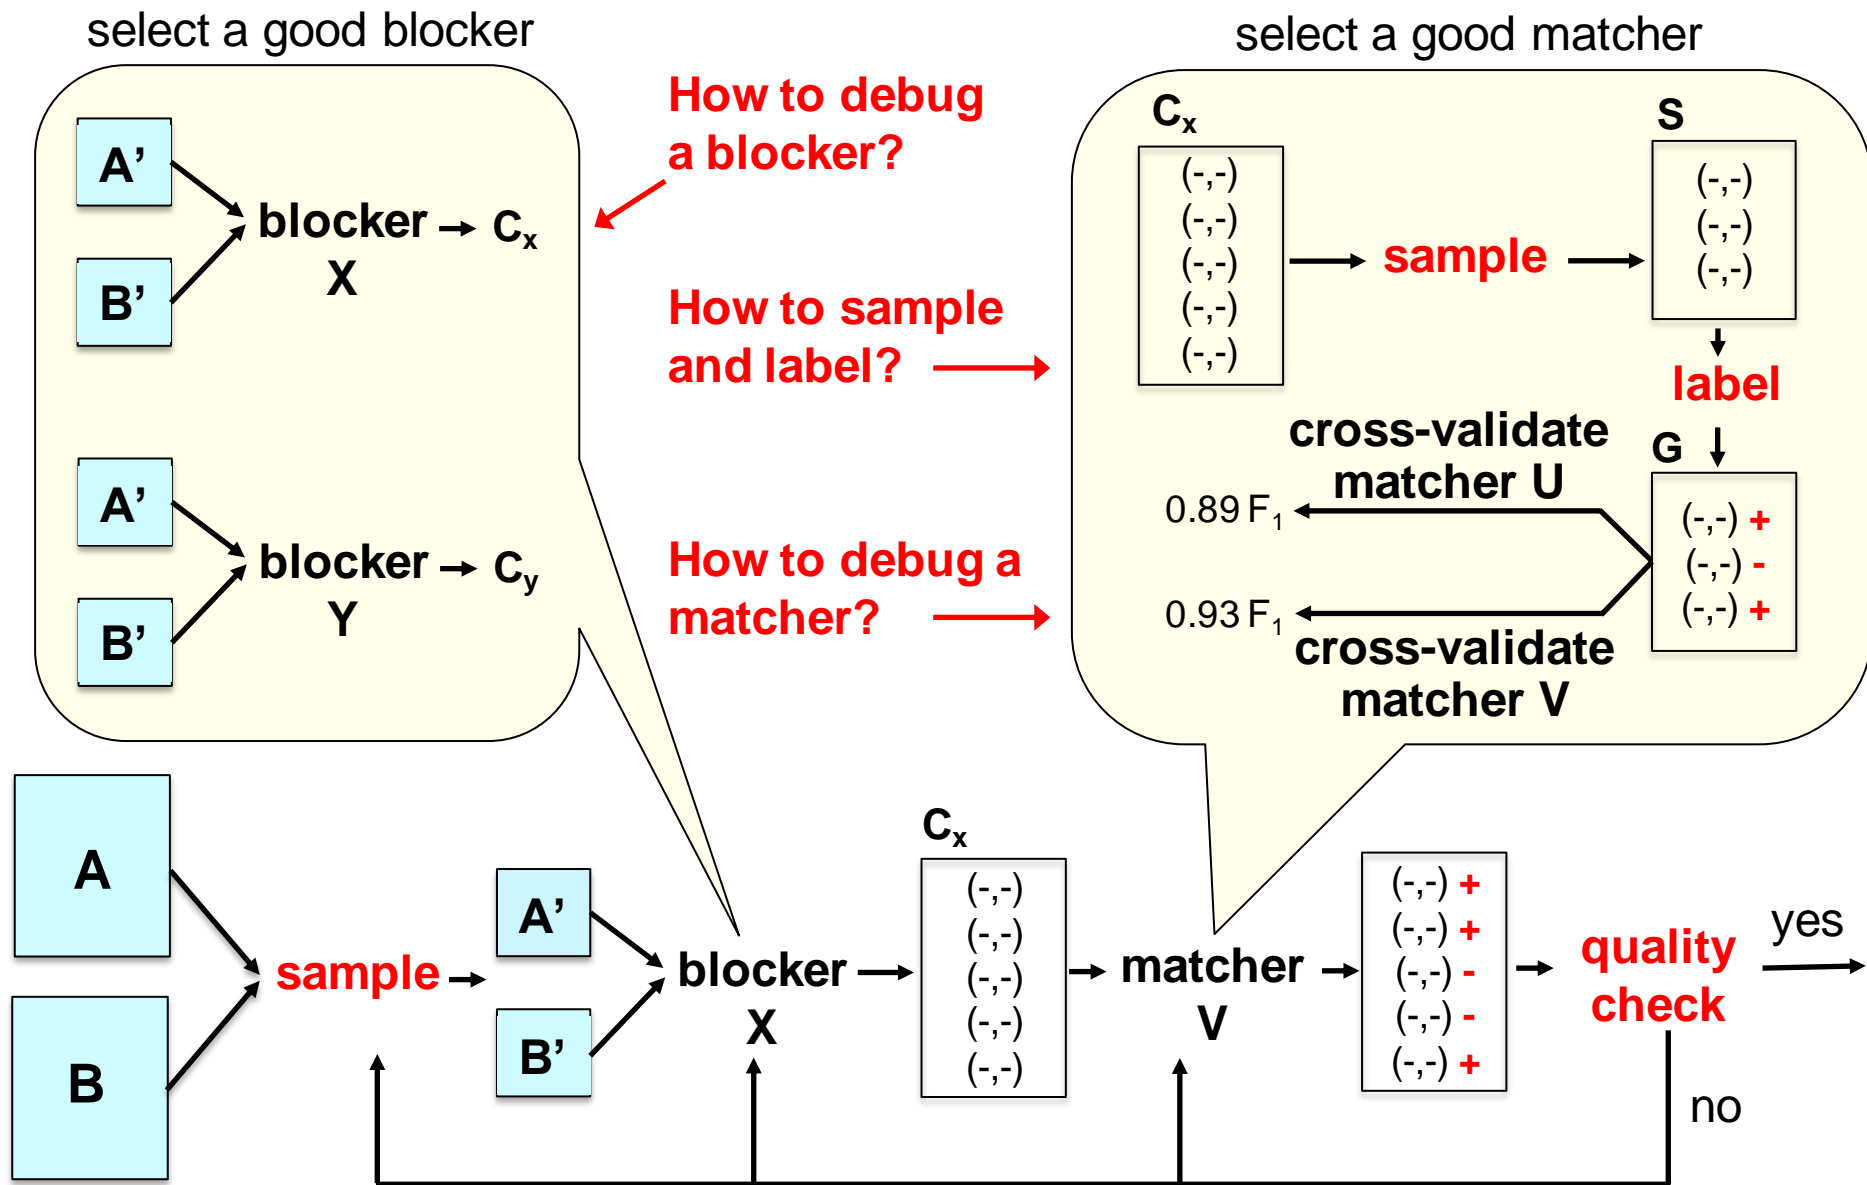 select a good blocker
A'
B'
blocker
X
Cx
A'
B'
blocker
Y
Cy
How to debug
a blocker?
How to sample
and label?
How to debug a
matcher?
select a good matcher
Cx
(-,-)
(-,-)
(-,-)
(-,-)
(-,-)
sample
S
(-,-)
(-,-)
(-,-)
label
G
(-,-) +
(-,-) -
(-,-) +
cross-validate
matcher U
0.89 F1
0.93 F1
cross-validate
matcher V
A
B
sample
A'
B'
blocker
X
Cx
(-,-)
(-,-)
(-,-)
(-,-)
(-,-)
matcher
V
(-,-) +
(-,-) +
(-,-) -
(-,-) -
(-,-) +
quality
check
yes
no